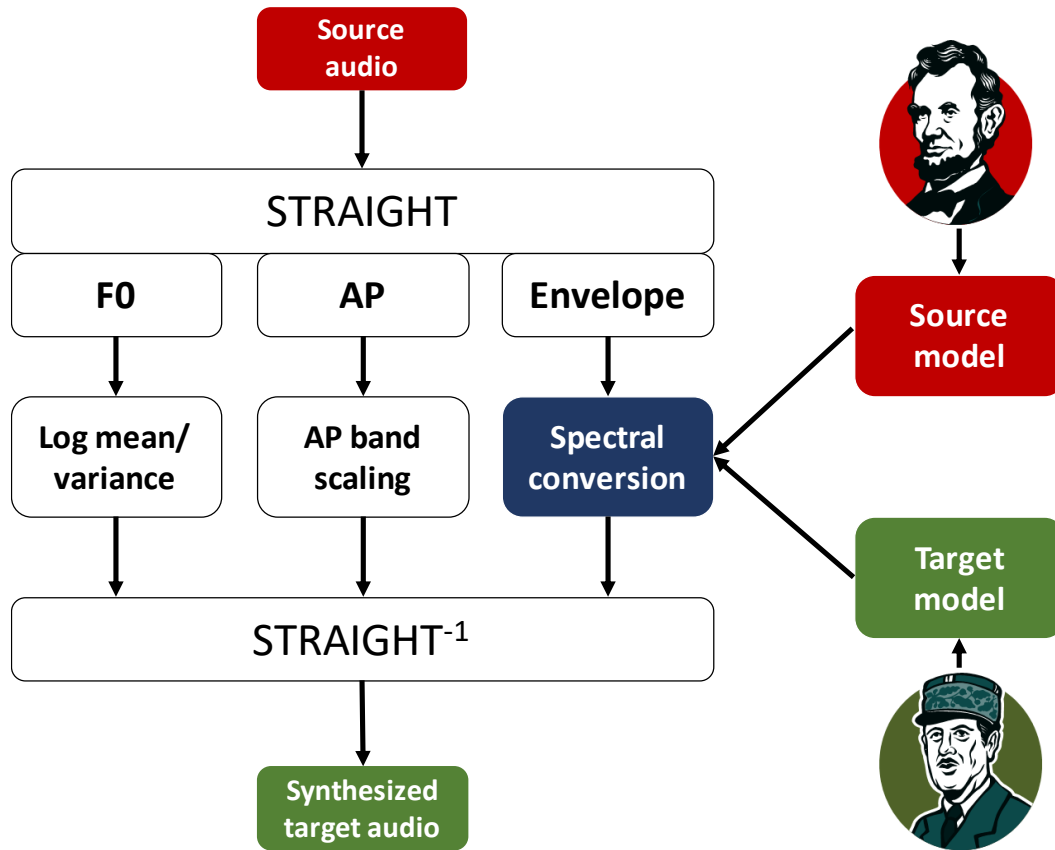 Source
audio
STRAIGHT
F0
AP
Envelope
Source
model
Log mean/
variance
AP band
scaling
Spectral
conversion
Target
model
STRAIGHT⁻¹
Synthesized
target audio